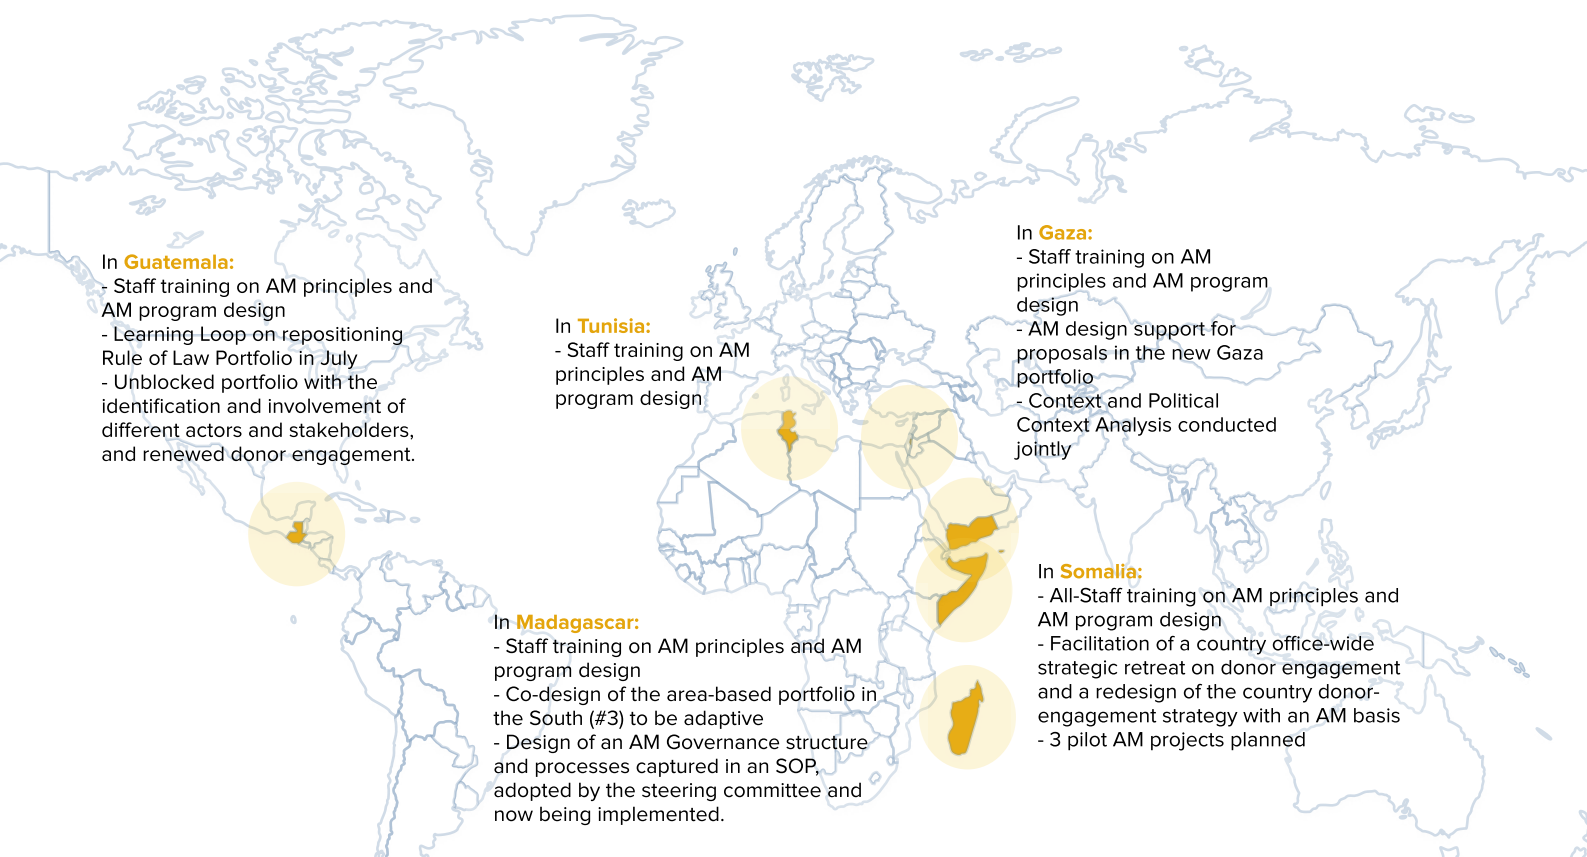 In Guatemala:
- Staff training on AM principles and
AM program design
- Learning Loop on repositioning
Rule of Law Portfolio in July
- Unblocked portfolio with the
identification and involvement of
different actors and stakeholders,
and renewed donor engagement.
In Tunisia:
- Staff training on AM
principles and AM
program design
In Gaza:
- Staff training on AM
principles and AM program
design
- AM design support for
proposals in the new Gaza
portfolio
- Context and Political
Context Analysis conducted
jointly
In Madagascar:
- Staff training on AM principles and AM
program design
- Co-design of the area-based portfolio in
the South (#3) to be adaptive
- Design of an AM Governance structure
and processes captured in an SOP,
adopted by the steering committee and
now being implemented.
In Somalia:
- All-Staff training on AM principles and
AM program design
- Facilitation of a country office-wide
strategic retreat on donor engagement
and a redesign of the country donor-
engagement strategy with an AM basis
- 3 pilot AM projects planned